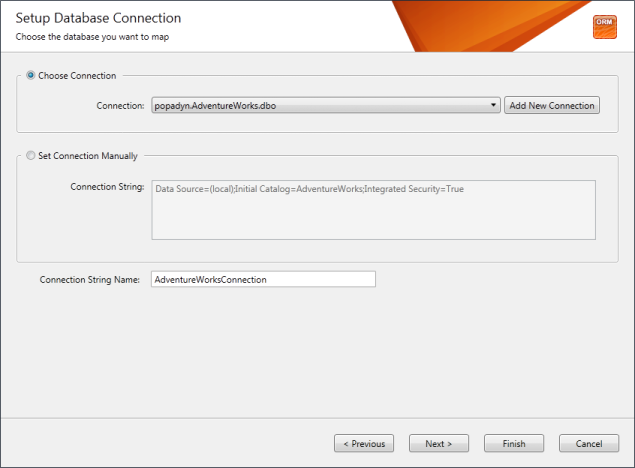 Setup Database Connection
Choose the database you want to map
ORM
Choose Connection
Connection: popadyn.AdventureWorks.dbo Add New Connection
Set Connection Manually
Connection String: Data Source=(local);Initial Catalog=AdventureWorks;Integrated Security=True
Connection String Name: AdventureWorksConnection
< Previous Next > Finish Cancel